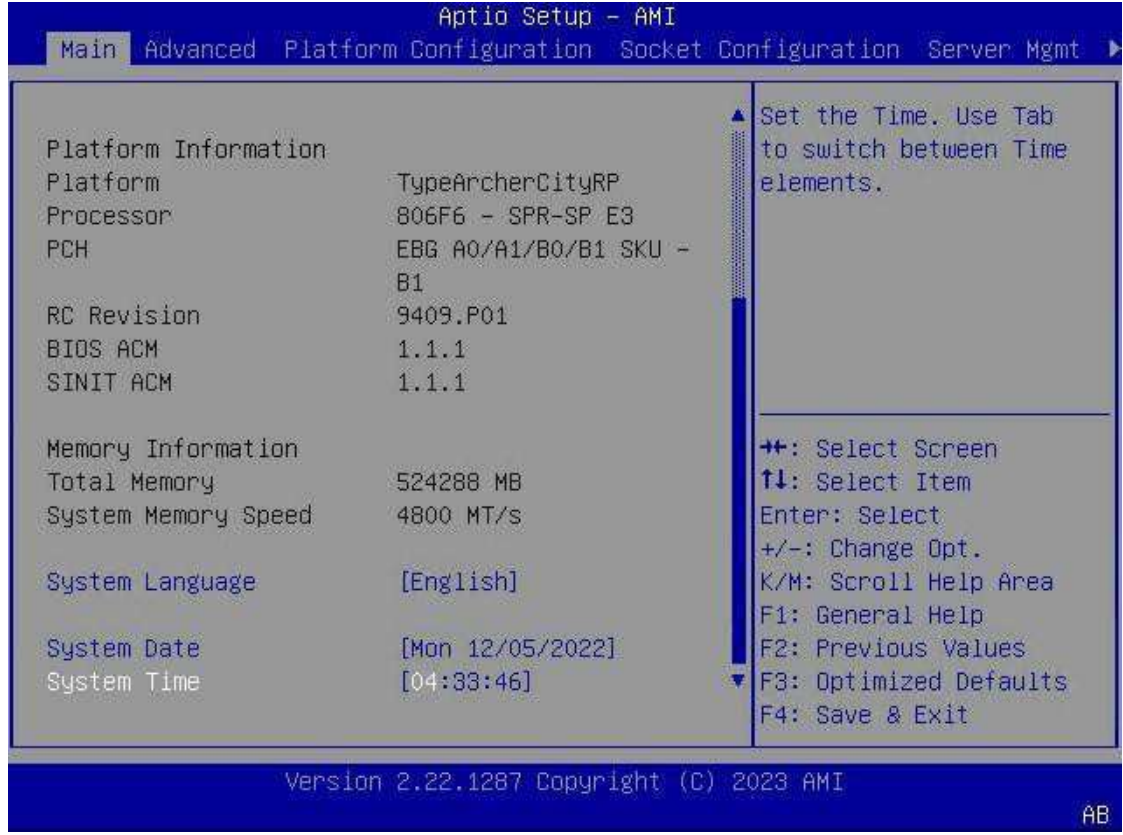 Aptio Setup – AMI
Main Advanced Platform Configuration Socket Configuration Server Mgmt ►
Platform Information
Platform TypeArcherCityRP
Processor 806F6 – SPR-SP E3
PCH EBG A0/A1/B0/B1 SKU –
B1
RC Revision 9409.P01
BIOS ACM 1.1.1
SINIT ACM 1.1.1
Memory Information
Total Memory 524288 MB
System Memory Speed 4800 MT/s
System Language [English]
System Date [Mon 12/05/2022]
System Time [04:33:46]
Set the Time. Use Tab
to switch between Time
elements.
→←: Select Screen
↑↓: Select Item
Enter: Select
+/-: Change Opt.
K/M: Scroll Help Area
F1: General Help
F2: Previous Values
F3: Optimized Defaults
F4: Save & Exit
Version 2.22.1287 Copyright (C) 2023 AMI
AB